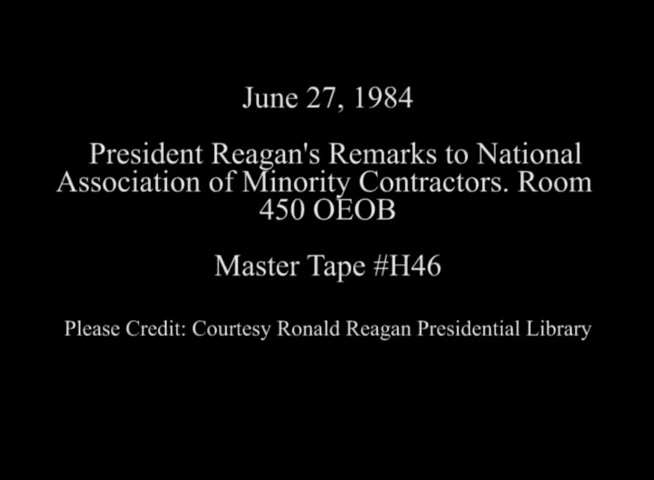 June 27, 1984
President Reagan's Remarks to National
Association of Minority Contractors. Room
450 OEOB
Master Tape #H46
Please Credit: Courtesy Ronald Reagan Presidential Library